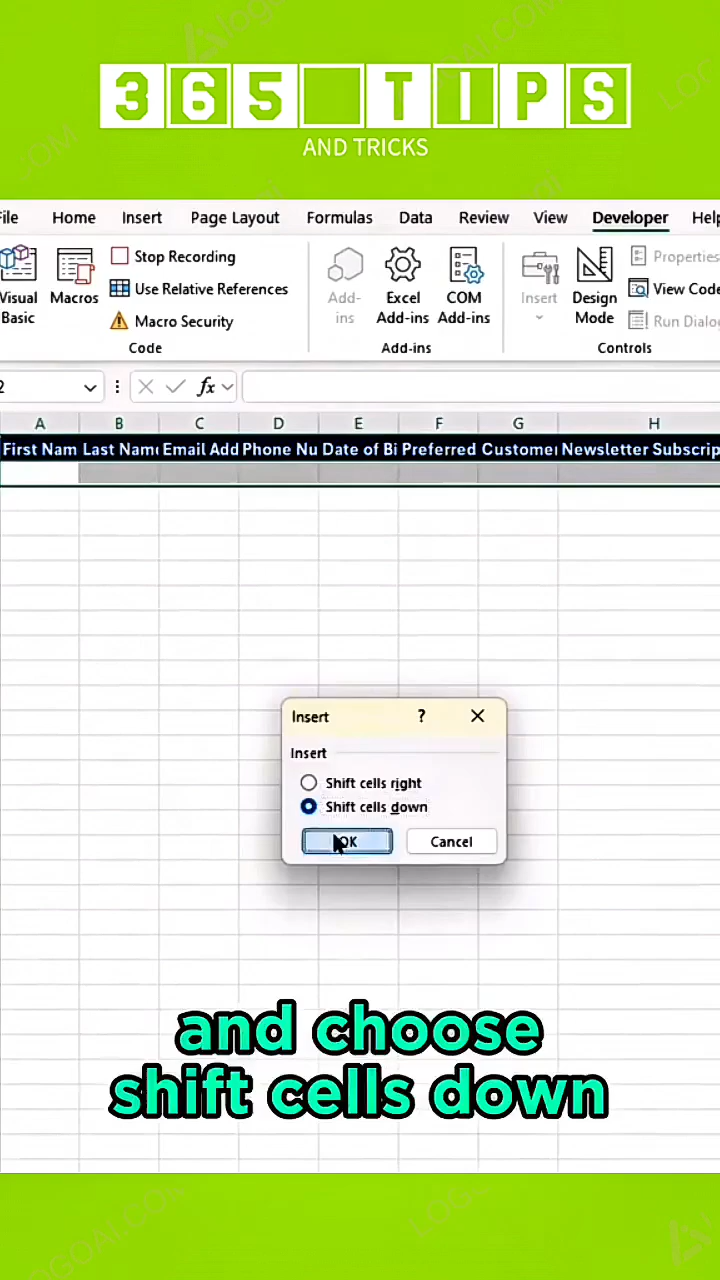 365 TIPS
AND TRICKS
File Home Insert Page Layout Formulas Data Review View Developer Help
Visual Basic
Macros
Stop Recording
Use Relative References
Macro Security
Code
Add-ins
Excel Add-ins
COM Add-ins
Add-ins
Insert
Design Mode
Properties
View Code
Run Dialog
Controls
2
fx
A B C D E F G H
First Nam Last Nam Email Add Phone Nu Date of Bi Preferred Customer Newsletter Subscrip
Insert ?
Insert
Shift cells right
Shift cells down
OK Cancel
and choose
shift cells down
LOGOAI.COM